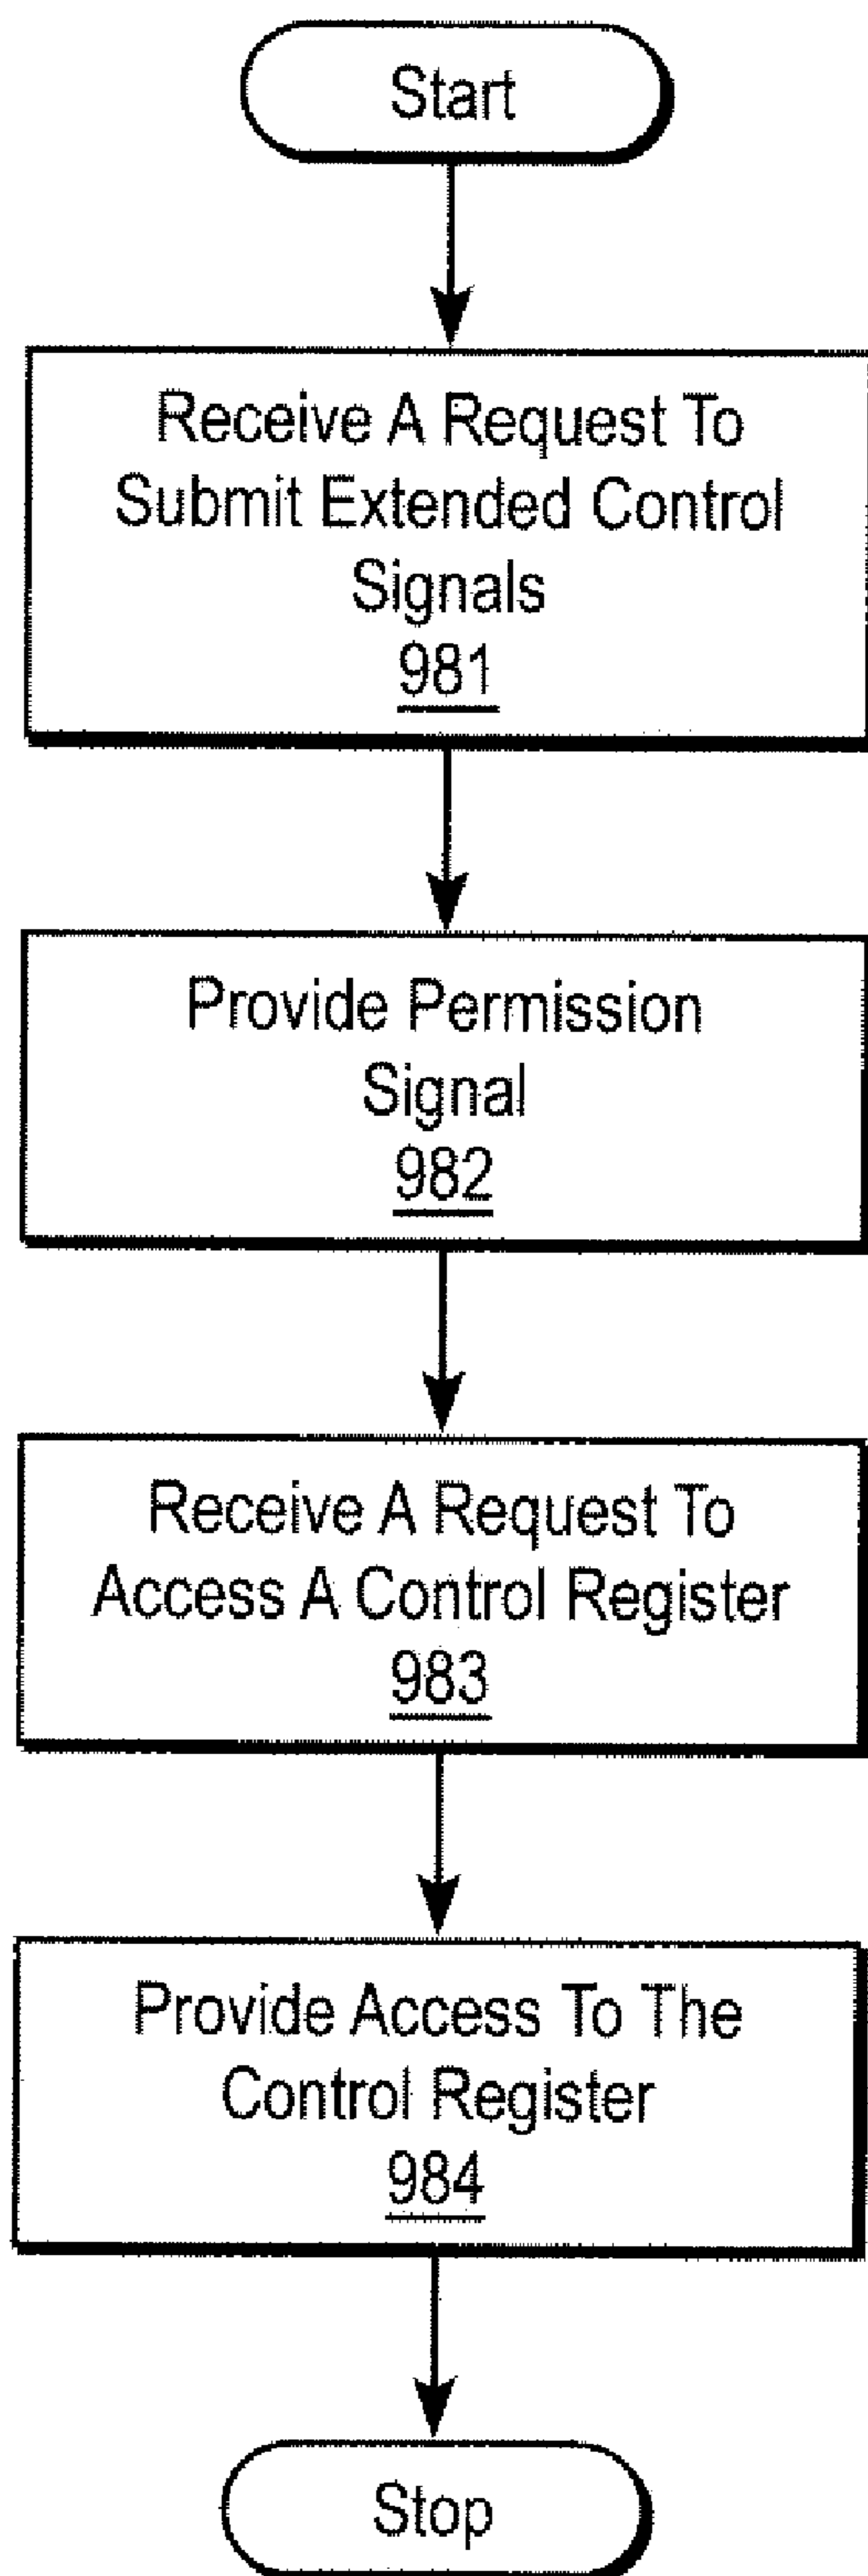 Start
Receive A Request To
Submit Extended Control
Signals
981
Provide Permission
Signal
982
Receive A Request To
Access A Control Register
983
Provide Access To The
Control Register
984
Stop